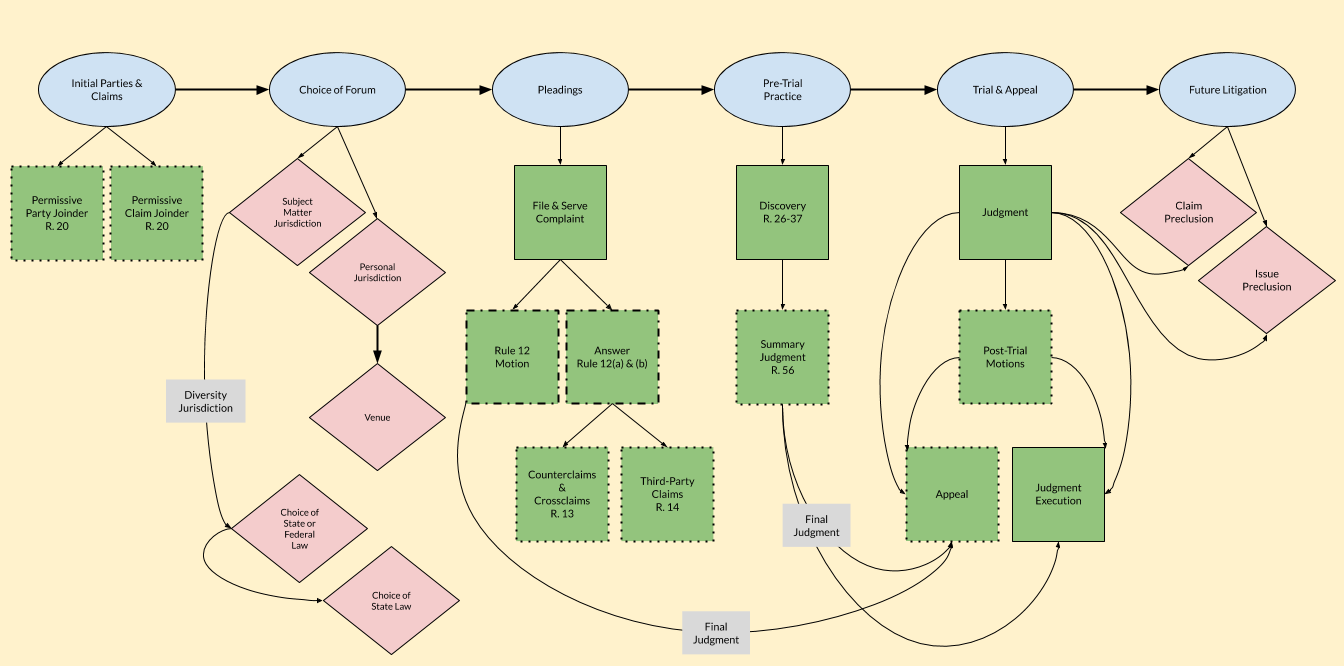 Initial Parties &
Claims
Choice of Forum
Pleadings
Pre-Trial
Practice
Trial & Appeal
Future Litigation
Permissive
Party Joinder
R. 20
Permissive
Claim Joinder
R. 20
Subject
Matter
Jurisdiction
Personal
Jurisdiction
Venue
Diversity
Jurisdiction
Choice of
State or
Federal
Law
Choice of
State Law
File & Serve
Complaint
Rule 12
Motion
Answer
Rule 12(a) & (b)
Counterclaims
&
Crossclaims
R. 13
Third-Party
Claims
R. 14
Final
Judgment
Discovery
R. 26-37
Summary
Judgment
R. 56
Final
Judgment
Judgment
Post-Trial
Motions
Appeal
Judgment
Execution
Claim
Preclusion
Issue
Preclusion